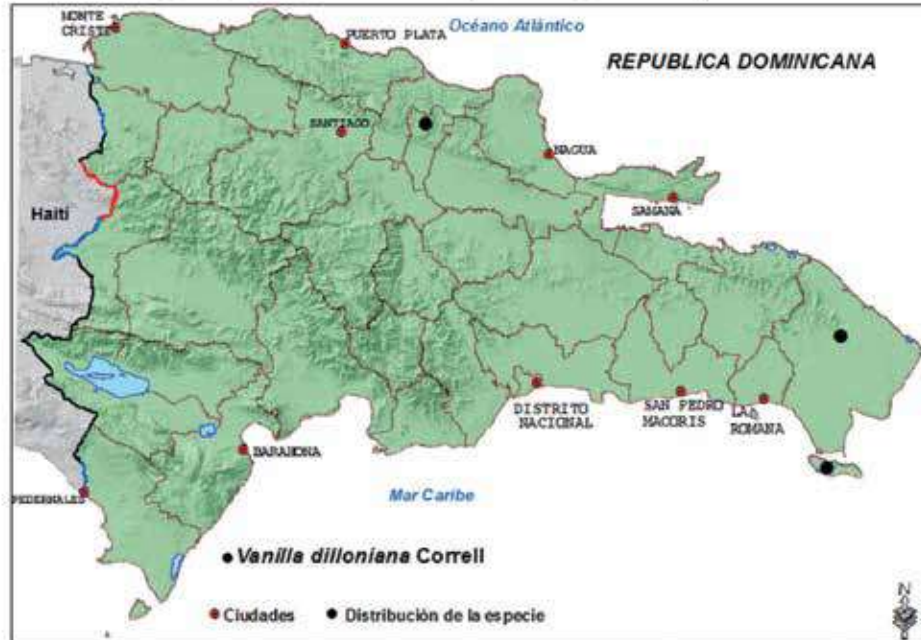 MONTE
CRISTI
PUERTO PLATA
Océano Atlántico
REPUBLICA DOMINICANA
SANTIAGO
NAGUA
SAMANA
Haití
DISTRITO
NACIONAL
SAN PEDRO
MACORIS
LA
ROMANA
BARAHONA
PEDERNALES
Mar Caribe
Vanilla dilloniana Correll
Ciudades
Distribución de la especie
N